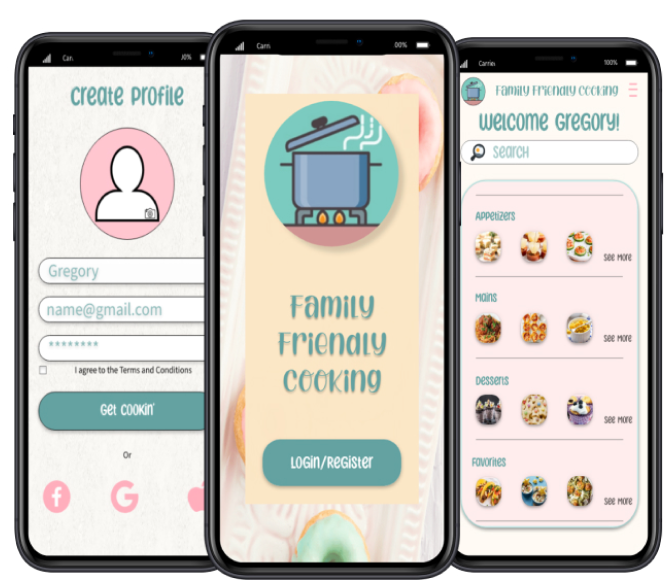 Can
30%
Create Profile
Gregory
name@gmail.com
********
I agree to the Terms and Conditions
Get Cookin'
Or
f
G
Carri
00%
Family
Friendly
Cooking
Login/Register
Carrie
100%
Family Friendly Cooking
Welcome Gregory!
Search
Appetizers
See More
Mains
See More
Desserts
See More
Favorites
See More